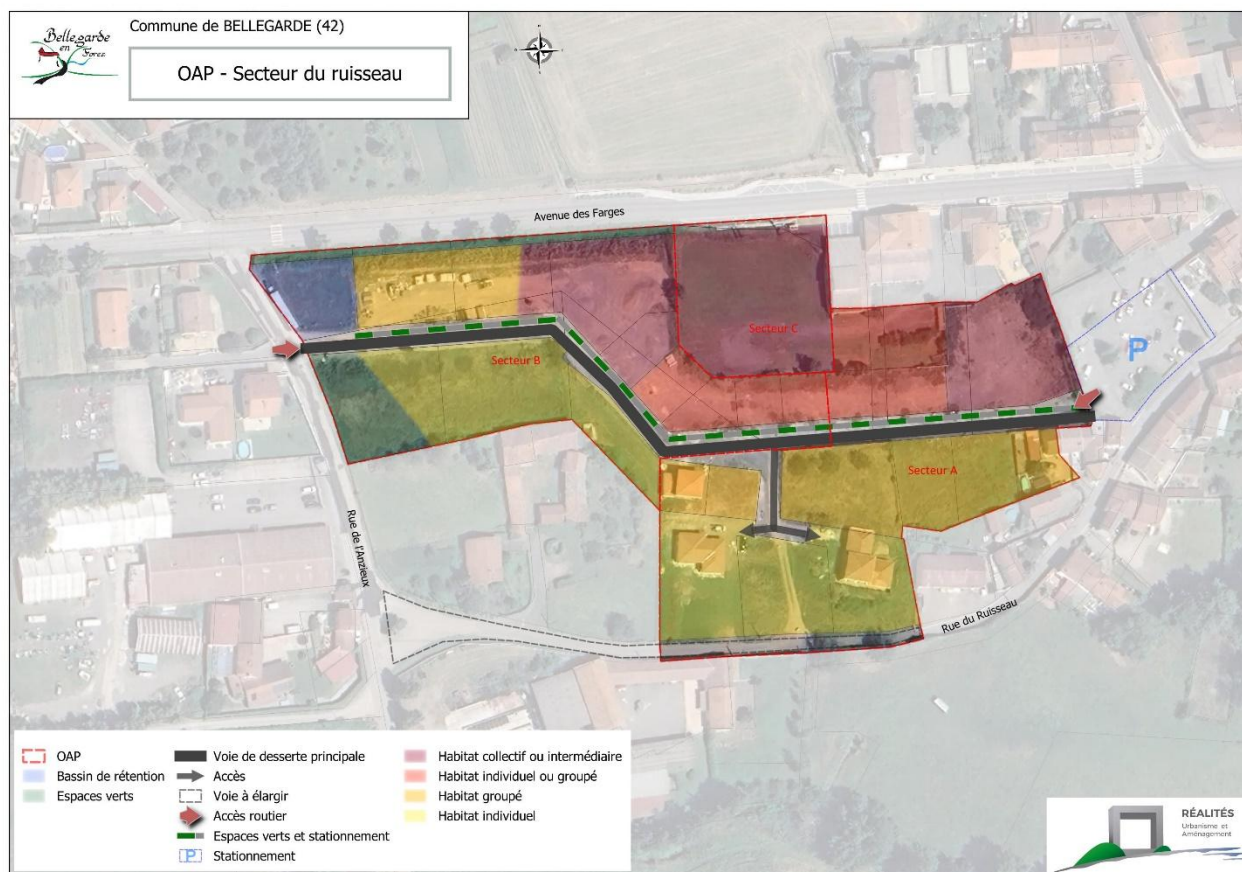 Bellegarde
en
Forez
Commune de BELLEGARDE (42)
OAP - Secteur du ruisseau
Avenue des Farges
Secteur C
Secteur B
P
Secteur A
Rue de l'Anzieux
Rue du Ruisseau
OAP
Bassin de rétention
Espaces verts
Voie de desserte principale
Accès
Voie à élargir
Accès routier
Espaces verts et stationnement
P Stationnement
Habitat collectif ou intermédiaire
Habitat individuel ou groupé
Habitat groupé
Habitat individuel
RÉALITÉS
Urbanisme et
Aménagement